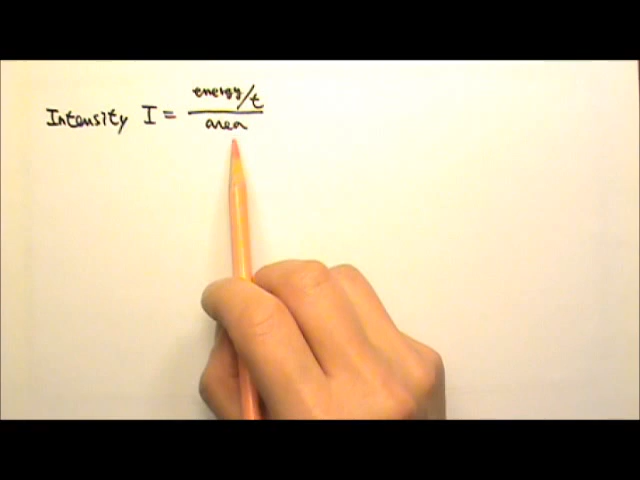 Intensity I = energy/t
area